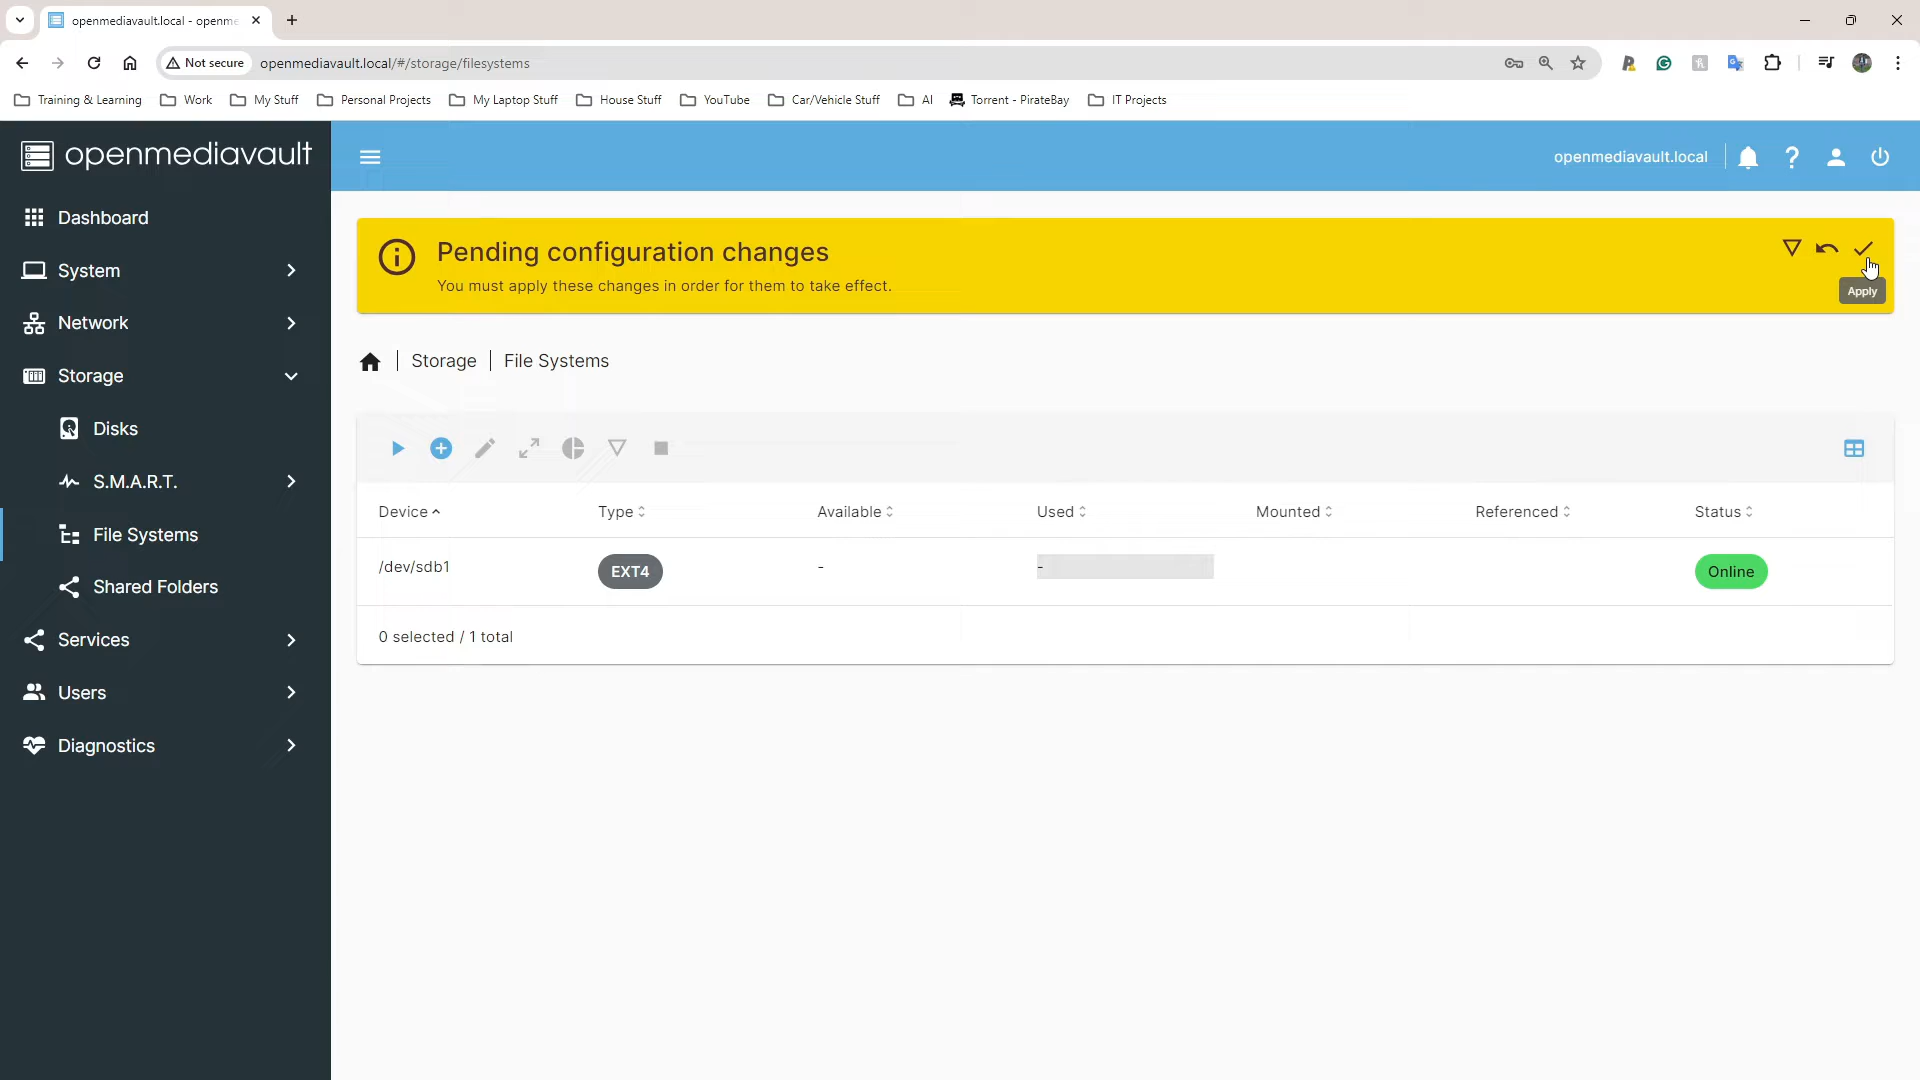 openmediavault.local - openme
Not secure
openmediavault.local/#/storage/filesystems
Training & Learning
Work
My Stuff
Personal Projects
My Laptop Stuff
House Stuff
YouTube
Car/Vehicle Stuff
AI
Torrent - PirateBay
IT Projects
openmediavault
openmediavault.local
Dashboard
System
Network
Storage
Disks
S.M.A.R.T.
File Systems
Shared Folders
Services
Users
Diagnostics
Pending configuration changes
You must apply these changes in order for them to take effect.
Apply
Storage | File Systems
Device Type Available Used Mounted Referenced Status
/dev/sdb1 EXT4 - - Online
0 selected / 1 total